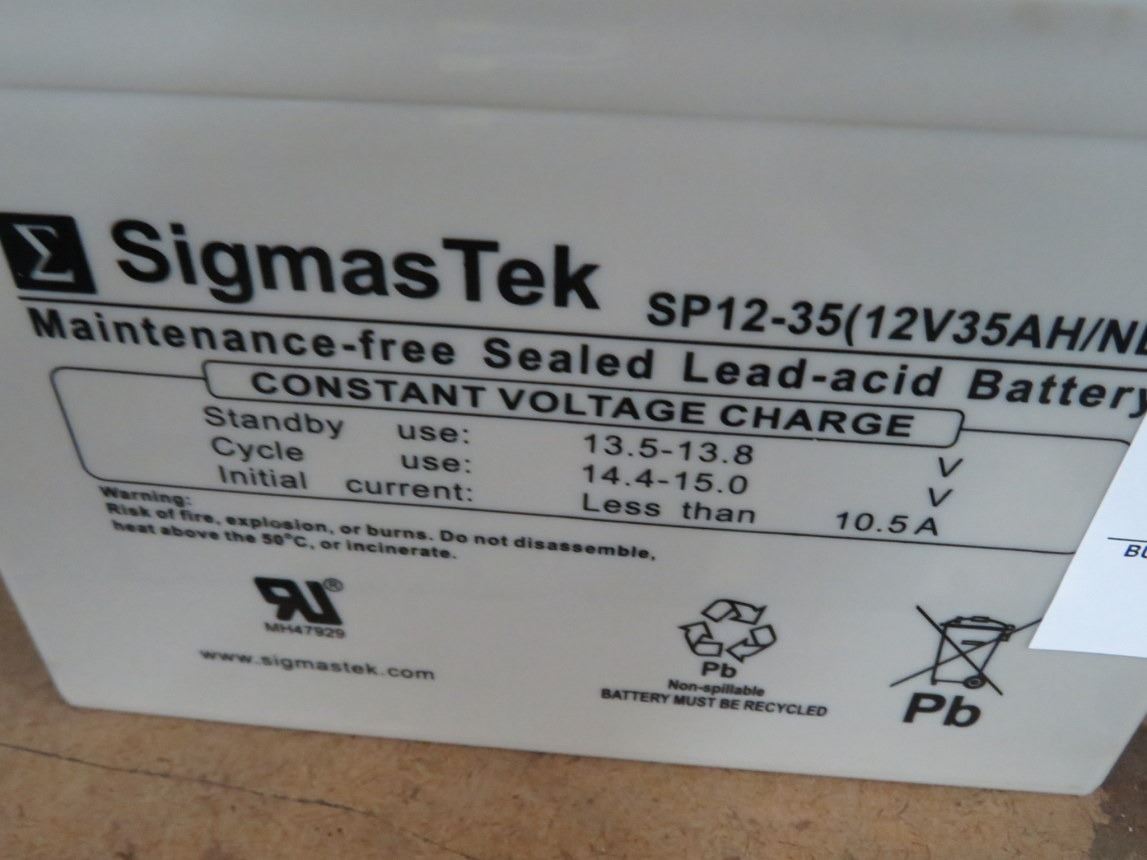 Σ SigmasTek SP12-35(12V35AH/NB
Maintenance-free Sealed Lead-acid Battery
CONSTANT VOLTAGE CHARGE
Standby use: 13.5-13.8 V
Cycle use: 14.4-15.0 V
Initial current: Less than 10.5 A
Warning:
Risk of fire, explosion, or burns. Do not disassemble,
heat above the 50°C, or incinerate.
RU®
MH47929
www.sigmastek.com
Pb
Non-spillable
BATTERY MUST BE RECYCLED
Pb